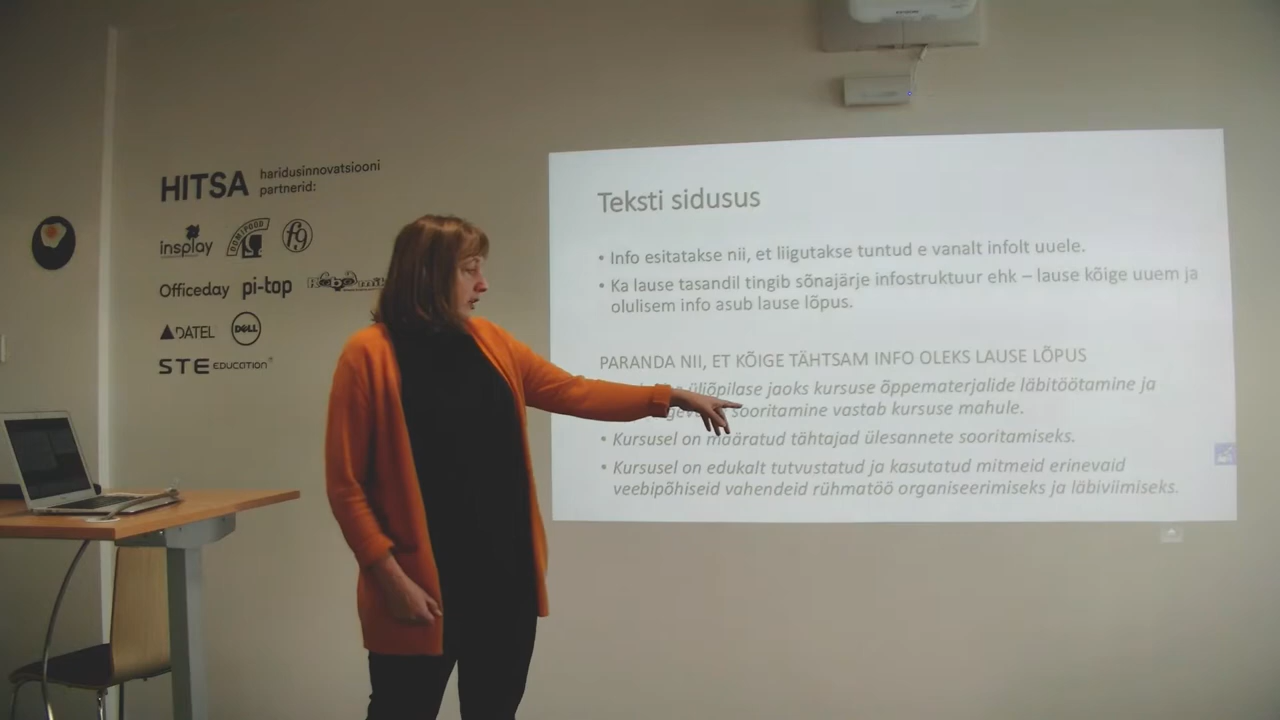 HITSA haridusinnovatsiooni
partnerid:
insplay
DOMIPOOD
f9
Officeday pi-top
DATEL DELL
STE EDUCATION
Teksti sidusus
• Info esitatakse nii, et liigutakse tuntud e vanalt infolt uuele.
• Ka lause tasandil tingib sõnajärje infostruktuur ehk – lause kõige uuem ja
olulisem info asub lause lõpus.
PARANDA NII, ET KÕIGE TÄHTSAM INFO OLEKS LAUSE LÕPUS
üliõpilase jaoks kursuse õppematerjalide läbitöötamine ja
sooritamine vastab kursuse mahule.
• Kursusel on määratud tähtajad ülesannete sooritamiseks.
• Kursusel on edukalt tutvustatud ja kasutatud mitmeid erinevaid
veebipõhiseid vahendeid rühmatöö organiseerimiseks ja läbiviimiseks.